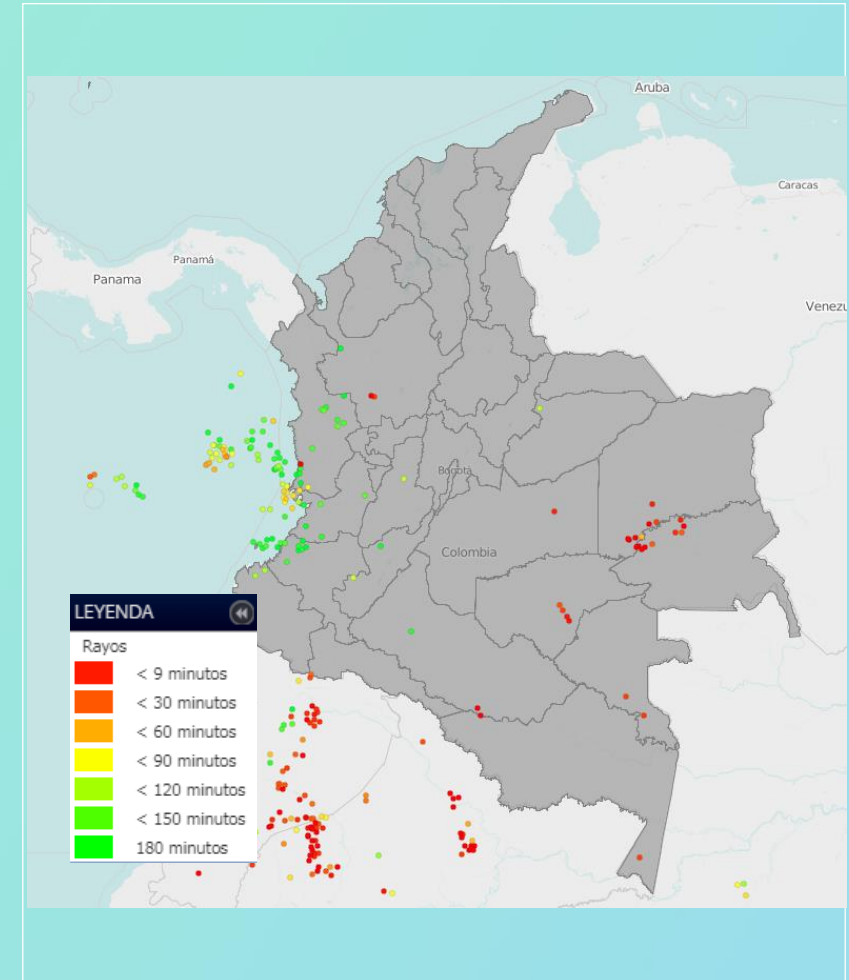 Aruba
Caracas
Panamá
Panama
Venezu
Bogotá
Colombia
LEYENDA
Rayos
< 9 minutos
< 30 minutos
< 60 minutos
< 90 minutos
< 120 minutos
< 150 minutos
180 minutos